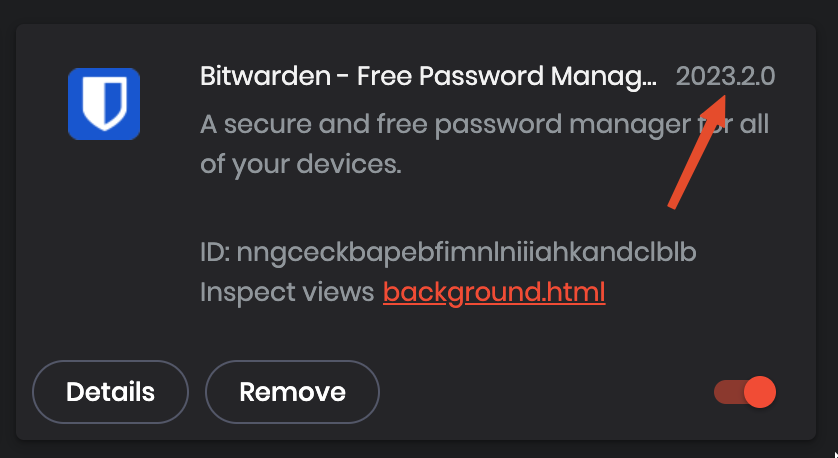 Bitwarden - Free Password Manag... 2023.2.0
A secure and free password manager for all
of your devices.
ID: nngceckbapebfimnlniiiahkandclblb
Inspect views background.html
Details Remove